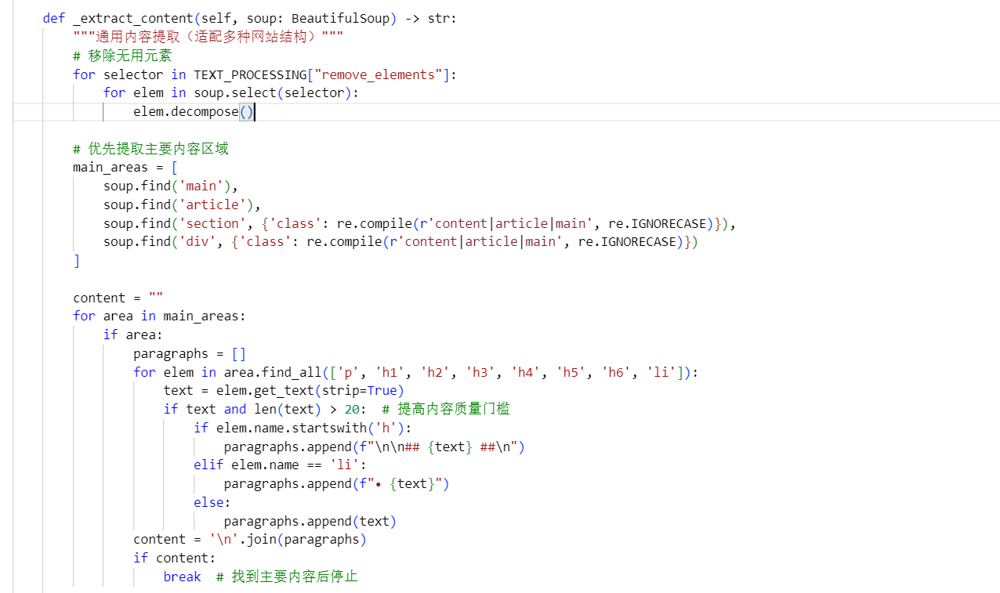 def _extract_content(self, soup: BeautifulSoup) -> str:
    """通用内容提取（适配多种网站结构）"""
    # 移除无用元素
    for selector in TEXT_PROCESSING["remove_elements"]:
        for elem in soup.select(selector):
            elem.decompose()

    # 优先提取主要内容区域
    main_areas = [
        soup.find('main'),
        soup.find('article'),
        soup.find('section', {'class': re.compile(r'content|article|main', re.IGNORECASE)}),
        soup.find('div', {'class': re.compile(r'content|article|main', re.IGNORECASE)})
    ]

    content = ""
    for area in main_areas:
        if area:
            paragraphs = []
            for elem in area.find_all(['p', 'h1', 'h2', 'h3', 'h4', 'h5', 'h6', 'li']):
                text = elem.get_text(strip=True)
                if text and len(text) > 20:  # 提高内容质量门槛
                    if elem.name.startswith('h'):
                        paragraphs.append(f"\n\n## {text} ##\n")
                    elif elem.name == 'li':
                        paragraphs.append(f"• {text}")
                    else:
                        paragraphs.append(text)
            content = '\n'.join(paragraphs)
            if content:
                break  # 找到主要内容后停止